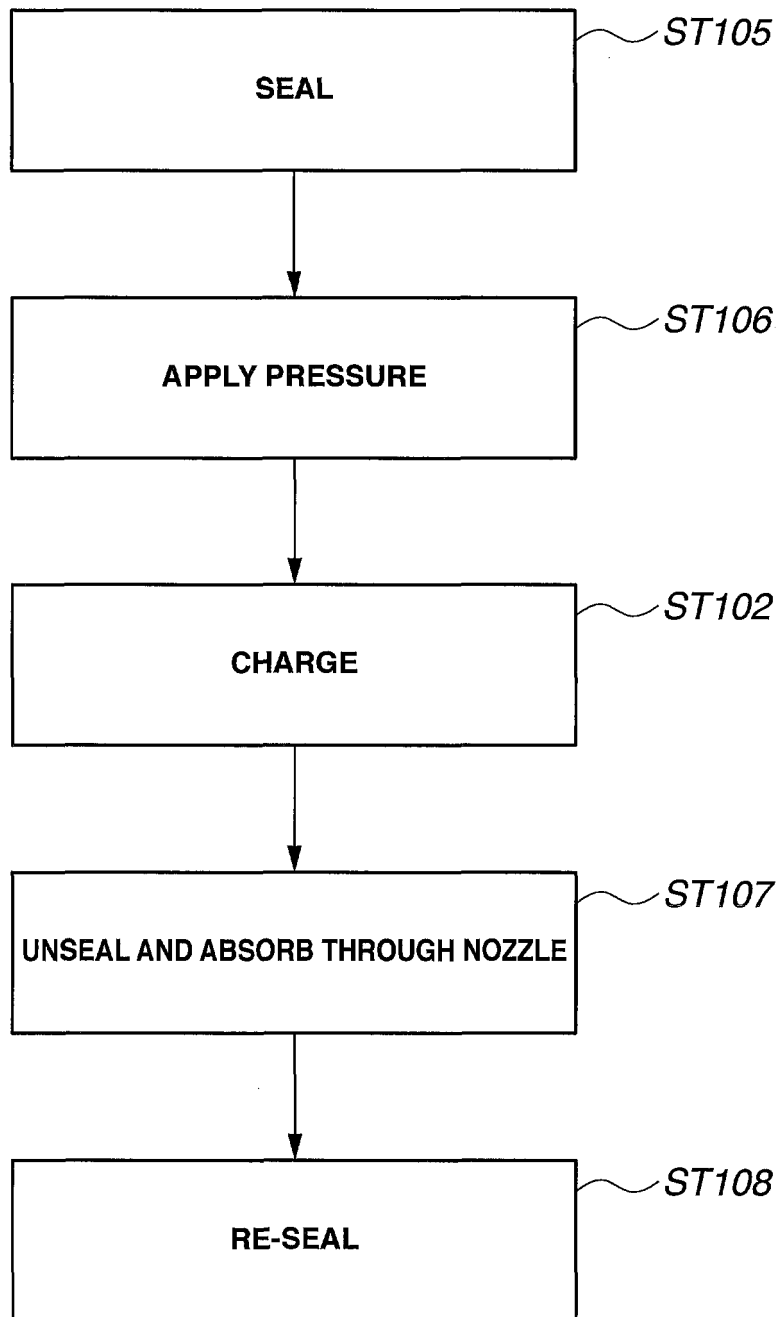 ST105
SEAL
ST106
APPLY PRESSURE
ST102
CHARGE
ST107
UNSEAL AND ABSORB THROUGH NOZZLE
ST108
RE-SEAL